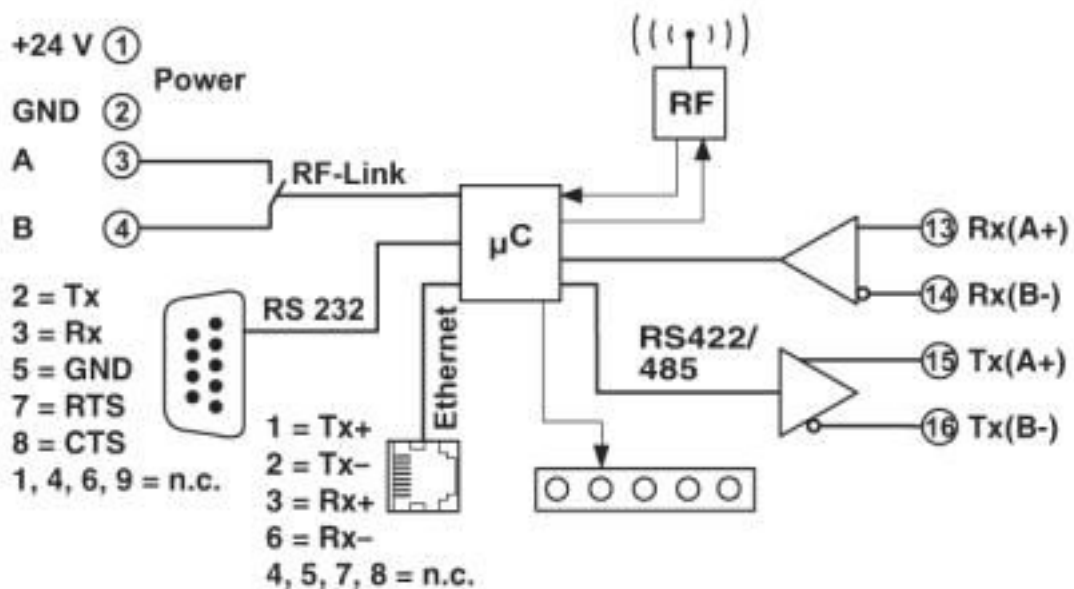 +24 V 1
Power
GND 2
A 3
B 4
RF-Link
RF
µC
13 Rx(A+)
14 Rx(B-)
RS422/
485
15 Tx(A+)
16 Tx(B-)
RS 232
2 = Tx
3 = Rx
5 = GND
7 = RTS
8 = CTS
1, 4, 6, 9 = n.c.
Ethernet
1 = Tx+
2 = Tx–
3 = Rx+
6 = Rx–
4, 5, 7, 8 = n.c.